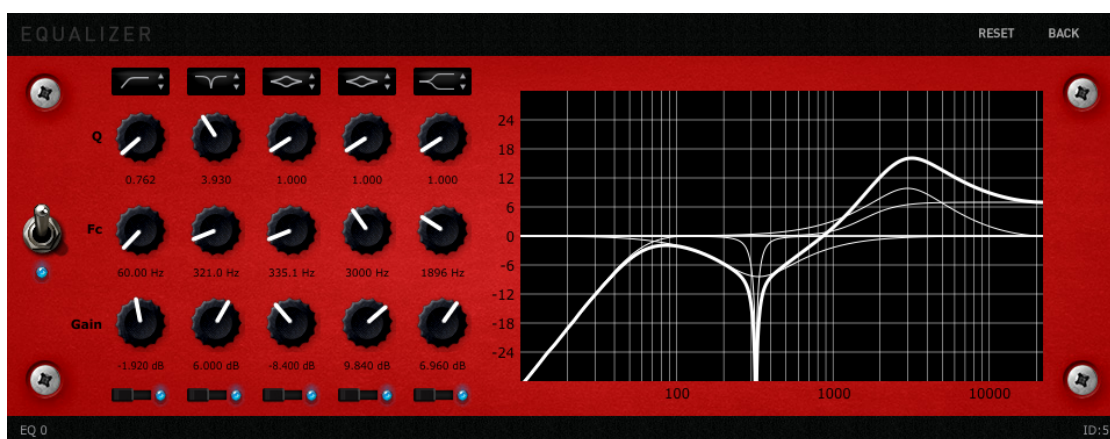 EQUALIZER RESET BACK
Q
0.762 3.930 1.000 1.000 1.000
Fc
60.00 Hz 321.0 Hz 335.1 Hz 3000 Hz 1896 Hz
Gain
-1.920 dB 6.000 dB -8.400 dB 9.840 dB 6.960 dB
24
18
12
6
0
-6
-12
-18
-24
100 1000 10000
EQ 0 ID:5